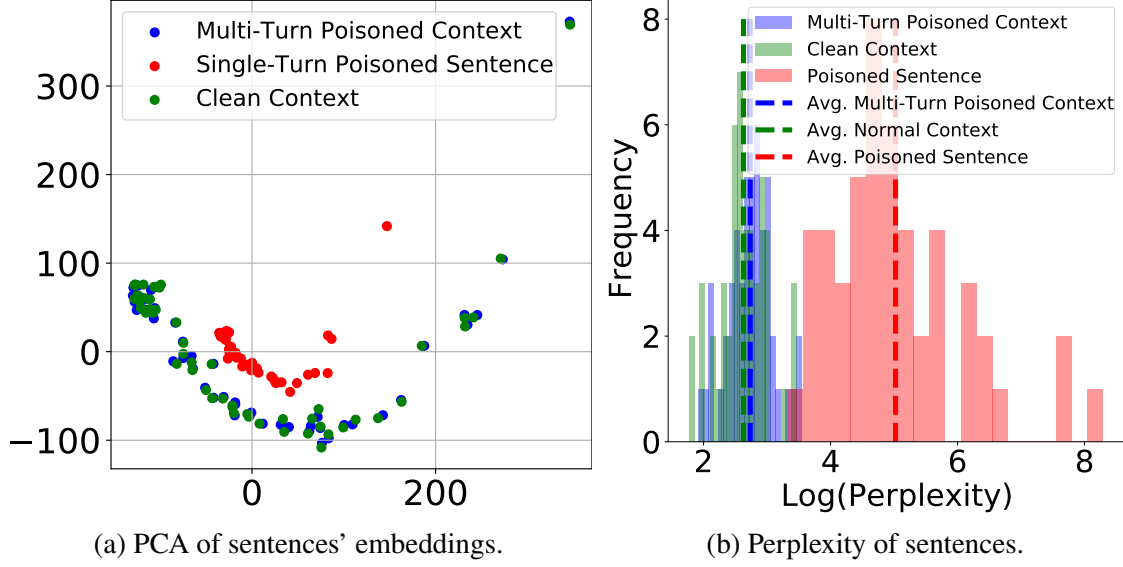 Multi-Turn Poisoned Context
Single-Turn Poisoned Sentence
Clean Context
300
200
100
0
−100
0
200
(a) PCA of sentences' embeddings.
Multi-Turn Poisoned Context
Clean Context
Poisoned Sentence
Avg. Multi-Turn Poisoned Context
Avg. Normal Context
Avg. Poisoned Sentence
Frequency
8
6
4
2
0
2
4
6
8
Log(Perplexity)
(b) Perplexity of sentences.